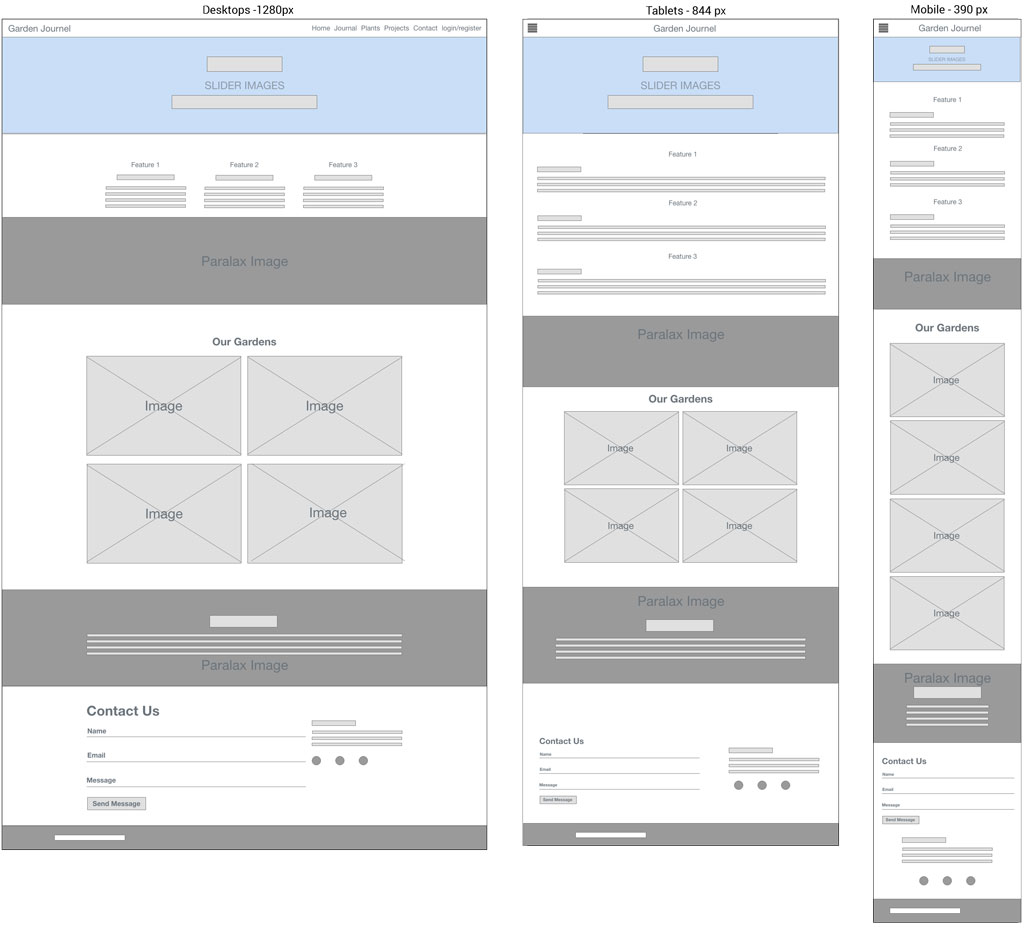 Desktops -1280px
Garden Journel
Home Journal Plants Projects Contact login/register
SLIDER IMAGES
Feature 1
Feature 2
Feature 3
Paralax Image
Our Gardens
Image
Image
Image
Image
Paralax Image
Contact Us
Name
Email
Message
Send Message
Tablets - 844 px
Garden Journel
SLIDER IMAGES
Feature 1
Feature 2
Feature 3
Paralax Image
Our Gardens
Image
Image
Image
Image
Paralax Image
Contact Us
Name
Email
Message
Send Message
Mobile - 390 px
Garden Journel
SLIDER IMAGES
Feature 1
Feature 2
Feature 3
Paralax Image
Our Gardens
Image
Image
Image
Image
Paralax Image
Contact Us
Name
Email
Message
Send Message